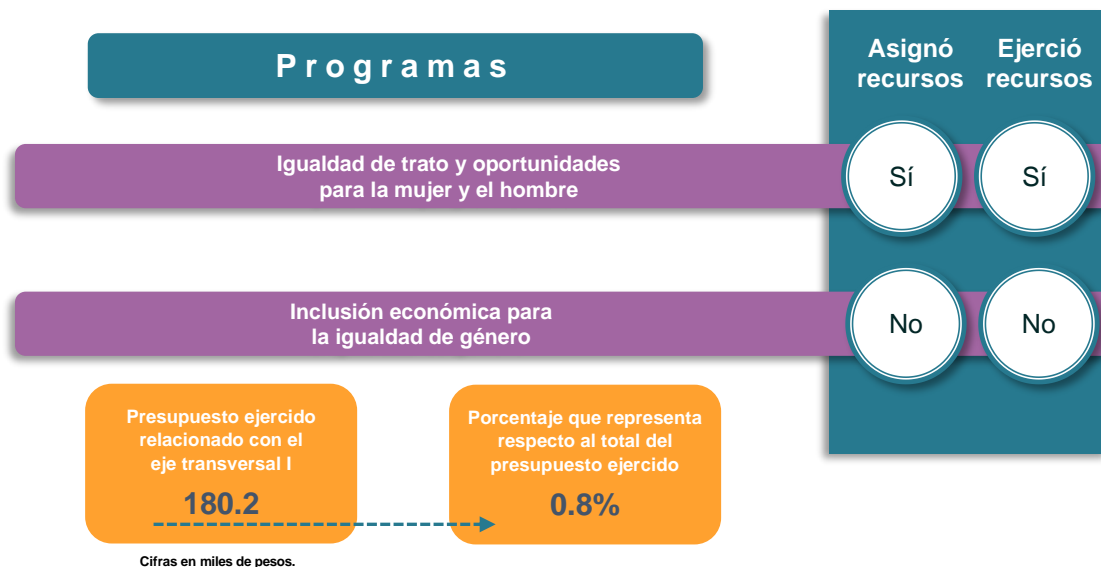 Programas
Asignó recursos
Ejerció recursos
Igualdad de trato y oportunidades
para la mujer y el hombre
Sí
Sí
Inclusión económica para
la igualdad de género
No
No
Presupuesto ejercido
relacionado con el
eje transversal I
180.2
Porcentaje que representa
respecto al total del
presupuesto ejercido
0.8%
Cifras en miles de pesos.